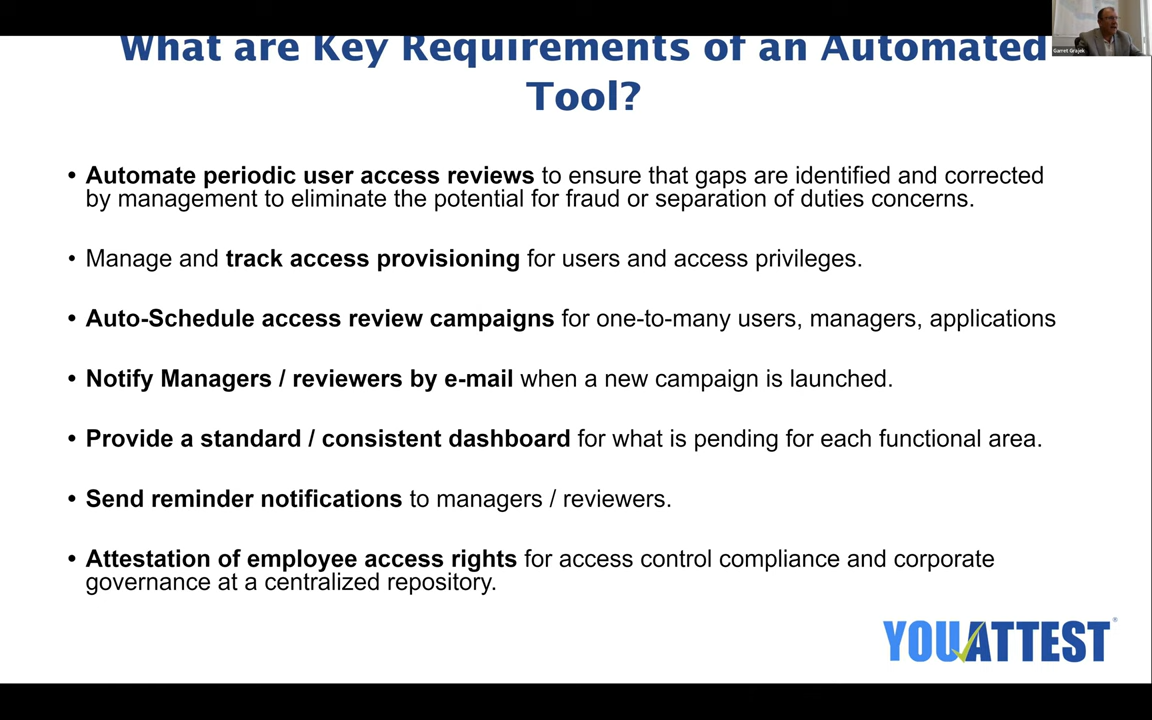 Garret Grajek
What are Key Requirements of an Automated
Tool?
• Automate periodic user access reviews to ensure that gaps are identified and corrected
by management to eliminate the potential for fraud or separation of duties concerns.
• Manage and track access provisioning for users and access privileges.
• Auto-Schedule access review campaigns for one-to-many users, managers, applications
• Notify Managers / reviewers by e-mail when a new campaign is launched.
• Provide a standard / consistent dashboard for what is pending for each functional area.
• Send reminder notifications to managers / reviewers.
• Attestation of employee access rights for access control compliance and corporate
governance at a centralized repository.
YOUATTEST®